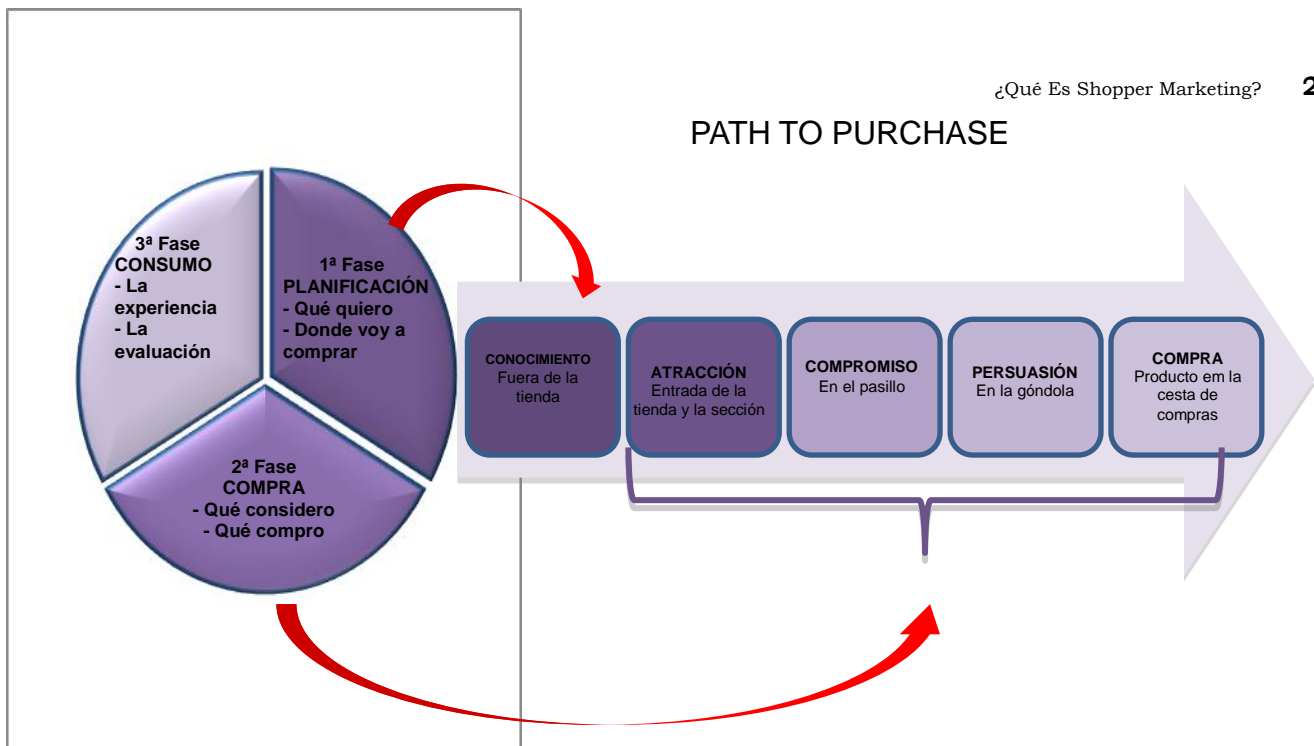 ¿Qué Es Shopper Marketing? 2
PATH TO PURCHASE
3ª Fase
CONSUMO
- La
experiencia
- La
evaluación
1ª Fase
PLANIFICACIÓN
- Qué quiero
- Donde voy a
comprar
2ª Fase
COMPRA
- Qué considero
- Qué compro
CONOCIMIENTO
Fuera de la
tienda
ATRACCIÓN
Entrada de la
tienda y la sección
COMPROMISO
En el pasillo
PERSUASIÓN
En la góndola
COMPRA
Producto em la
cesta de
compras